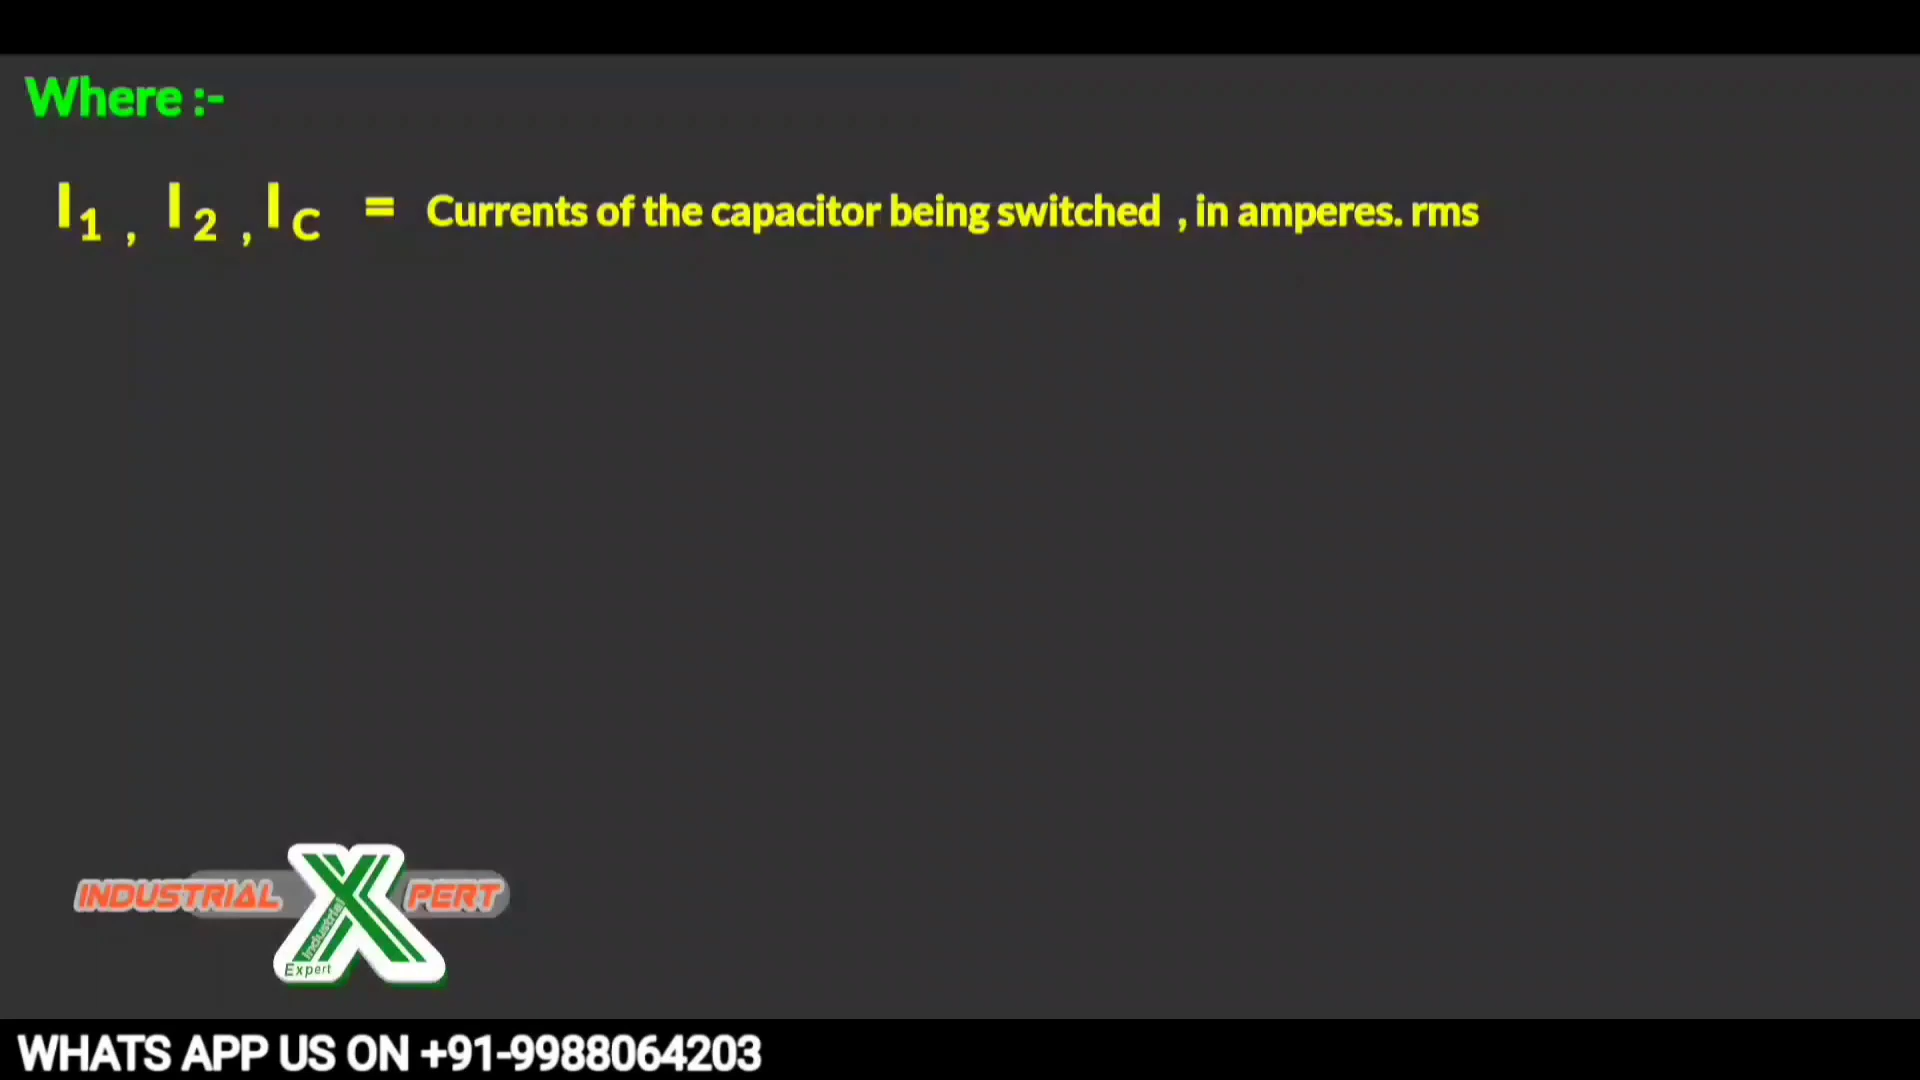 Where :-
I1 , I2 , IC = Currents of the capacitor being switched , in amperes. rms
INDUSTRIAL X PERT
Industrial
Expert
WHATS APP US ON +91-9988064203